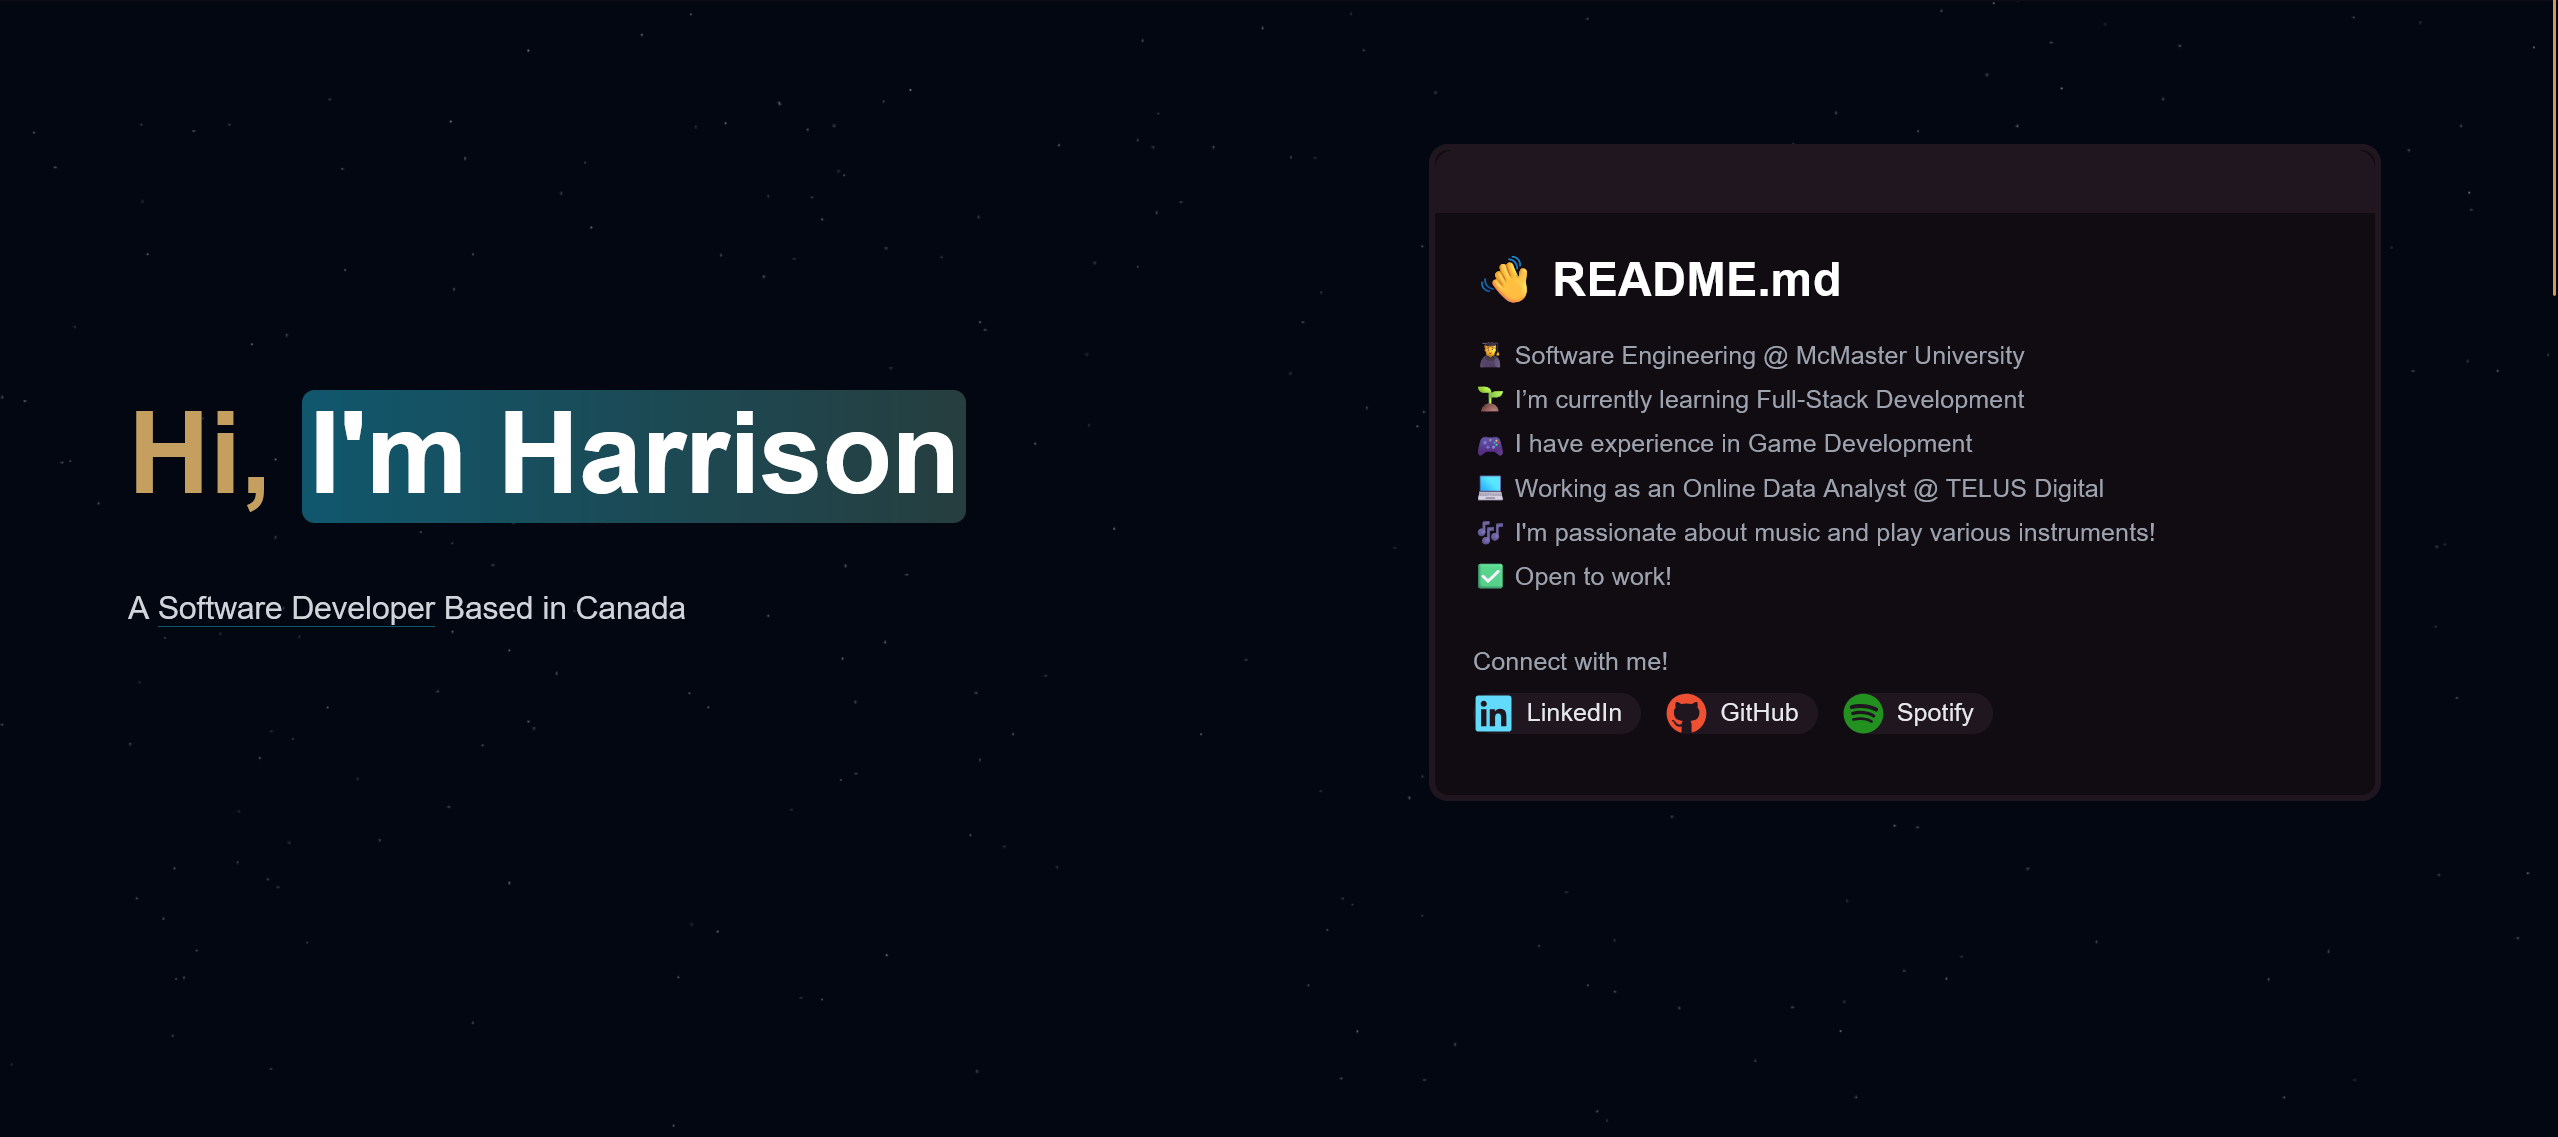 Hi, I'm Harrison
A Software Developer Based in Canada
README.md
Software Engineering @ McMaster University
I’m currently learning Full-Stack Development
I have experience in Game Development
Working as an Online Data Analyst @ TELUS Digital
I'm passionate about music and play various instruments!
Open to work!
Connect with me!
LinkedIn GitHub Spotify